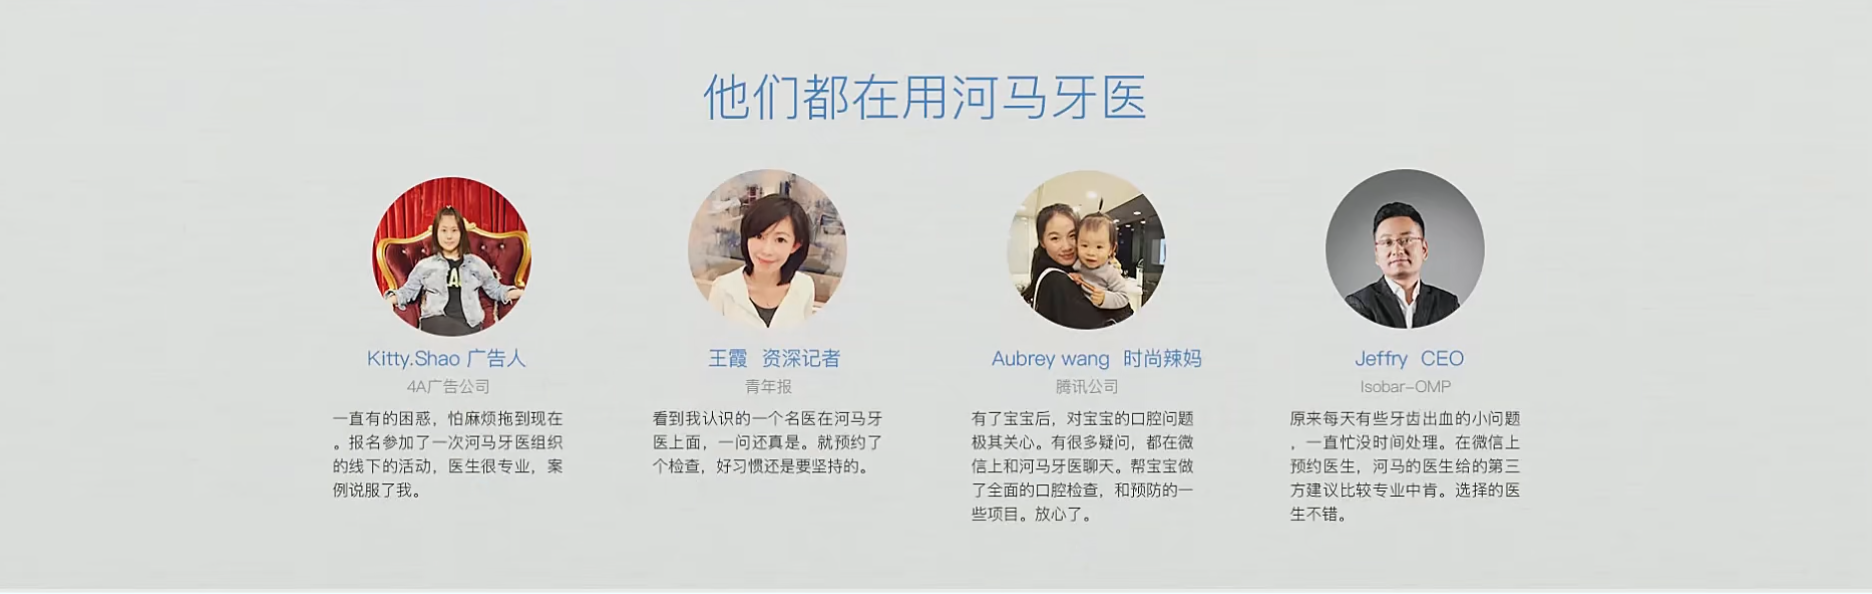 他们都在用河马牙医
Kitty.Shao 广告人
4A广告公司
一直有的困惑，怕麻烦拖到现在
。报名参加了一次河马牙医组织
的线下的活动，医生很专业，案
例说服了我。
王霞 资深记者
青年报
看到我认识的一个名医在河马牙
医上面，一问还真是。就预约了
个检查，好习惯还是要坚持的。
Aubrey wang 时尚辣妈
腾讯公司
有了宝宝后，对宝宝的口腔问题
极其关心。有很多疑问，都在微
信上和河马牙医聊天。帮宝宝做
了全面的口腔检查，和预防的一
些项目。放心了。
Jeffry CEO
Isobar-OMP
原来每天有些牙齿出血的小问题
，一直忙没时间处理。在微信上
预约医生，河马的医生给的第三
方建议比较专业中肯。选择的医
生不错。